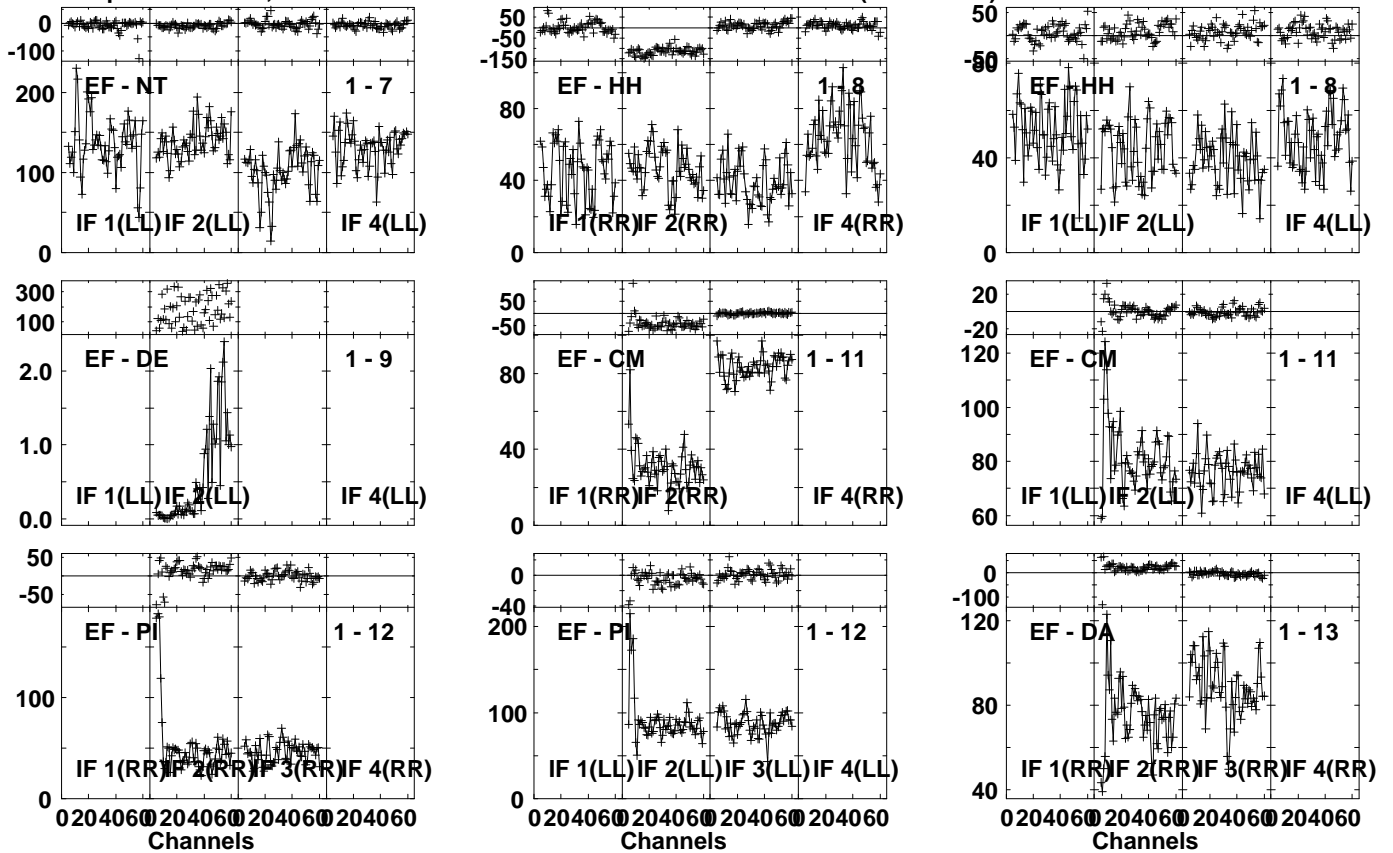 0
-100
EF - NT
1 - 7
200
100
0
IF 1(LL)
IF 2(LL)
IF 4(LL)
50
-50
-150
EF - HH
1 - 8
80
40
0
IF 1(RR)
IF 2(RR)
IF 4(RR)
50
-50
EF - HH
1 - 8
80
40
0
IF 1(LL)
IF 2(LL)
IF 4(LL)
300
100
EF - DE
1 - 9
2.0
1.0
0.0
IF 1(LL)
IF 2(LL)
IF 4(LL)
50
-50
EF - CM
1 - 11
80
40
0
IF 1(RR)
IF 2(RR)
IF 4(RR)
20
-20
EF - CM
1 - 11
120
100
80
60
IF 1(LL)
IF 2(LL)
IF 4(LL)
50
-50
EF - PI
1 - 12
100
0
IF 1(RR)
IF 2(RR)
IF 3(RR)
IF 4(RR)
0 20 40 60 0 20 40 60 0 20 40 60 0 20 40 60
Channels
0
-40
EF - PI
1 - 12
200
100
0
IF 1(LL)
IF 2(LL)
IF 3(LL)
IF 4(LL)
0 20 40 60 0 20 40 60 0 20 40 60 0 20 40 60
Channels
0
-100
EF - DA
1 - 13
120
80
40
IF 1(RR)
IF 2(RR)
IF 3(RR)
IF 4(RR)
0 20 40 60 0 20 40 60 0 20 40 60 0 20 40 60
Channels